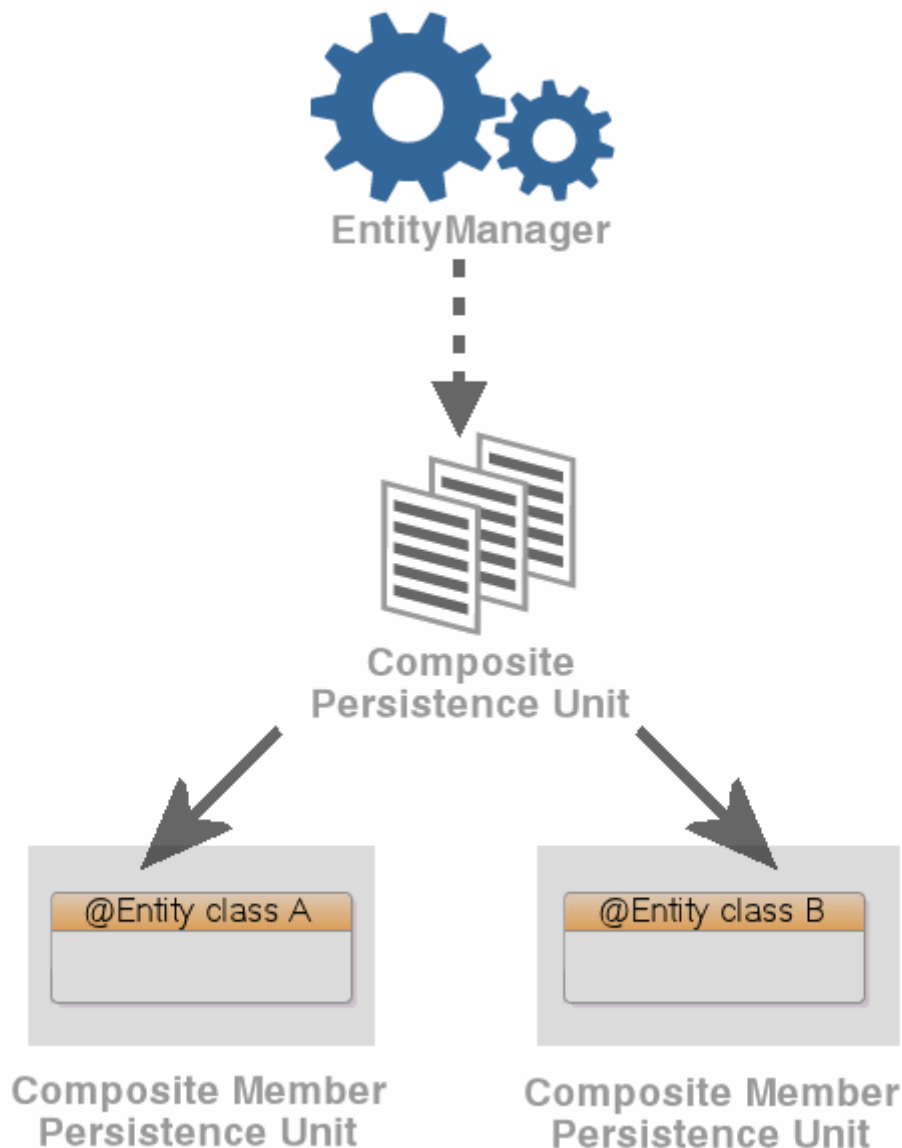 EntityManager
Composite
Persistence Unit
@Entity class A
@Entity class B
Composite Member
Persistence Unit
Composite Member
Persistence Unit